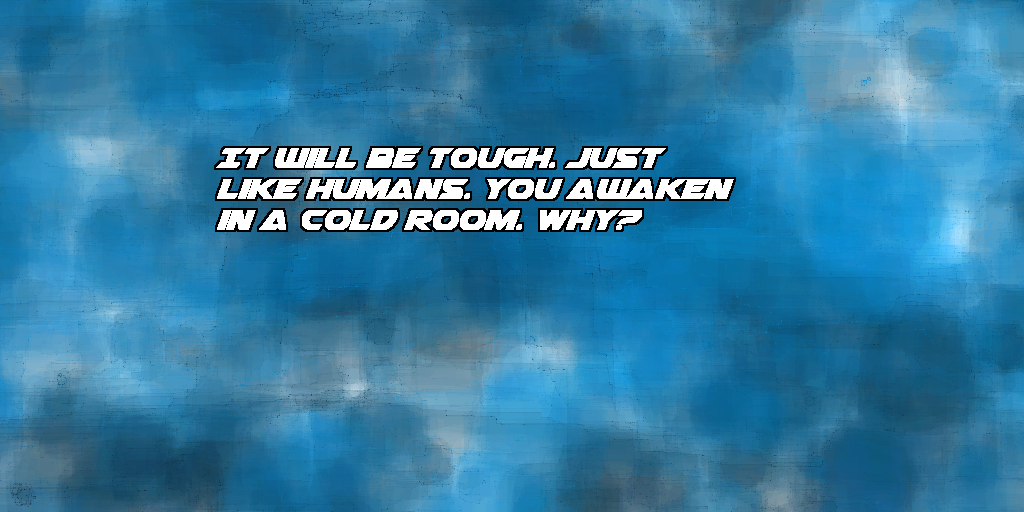 IT WILL BE TOUGH. JUST
LIKE HUMANS. YOU AWAKEN
IN A COLD ROOM. WHY?